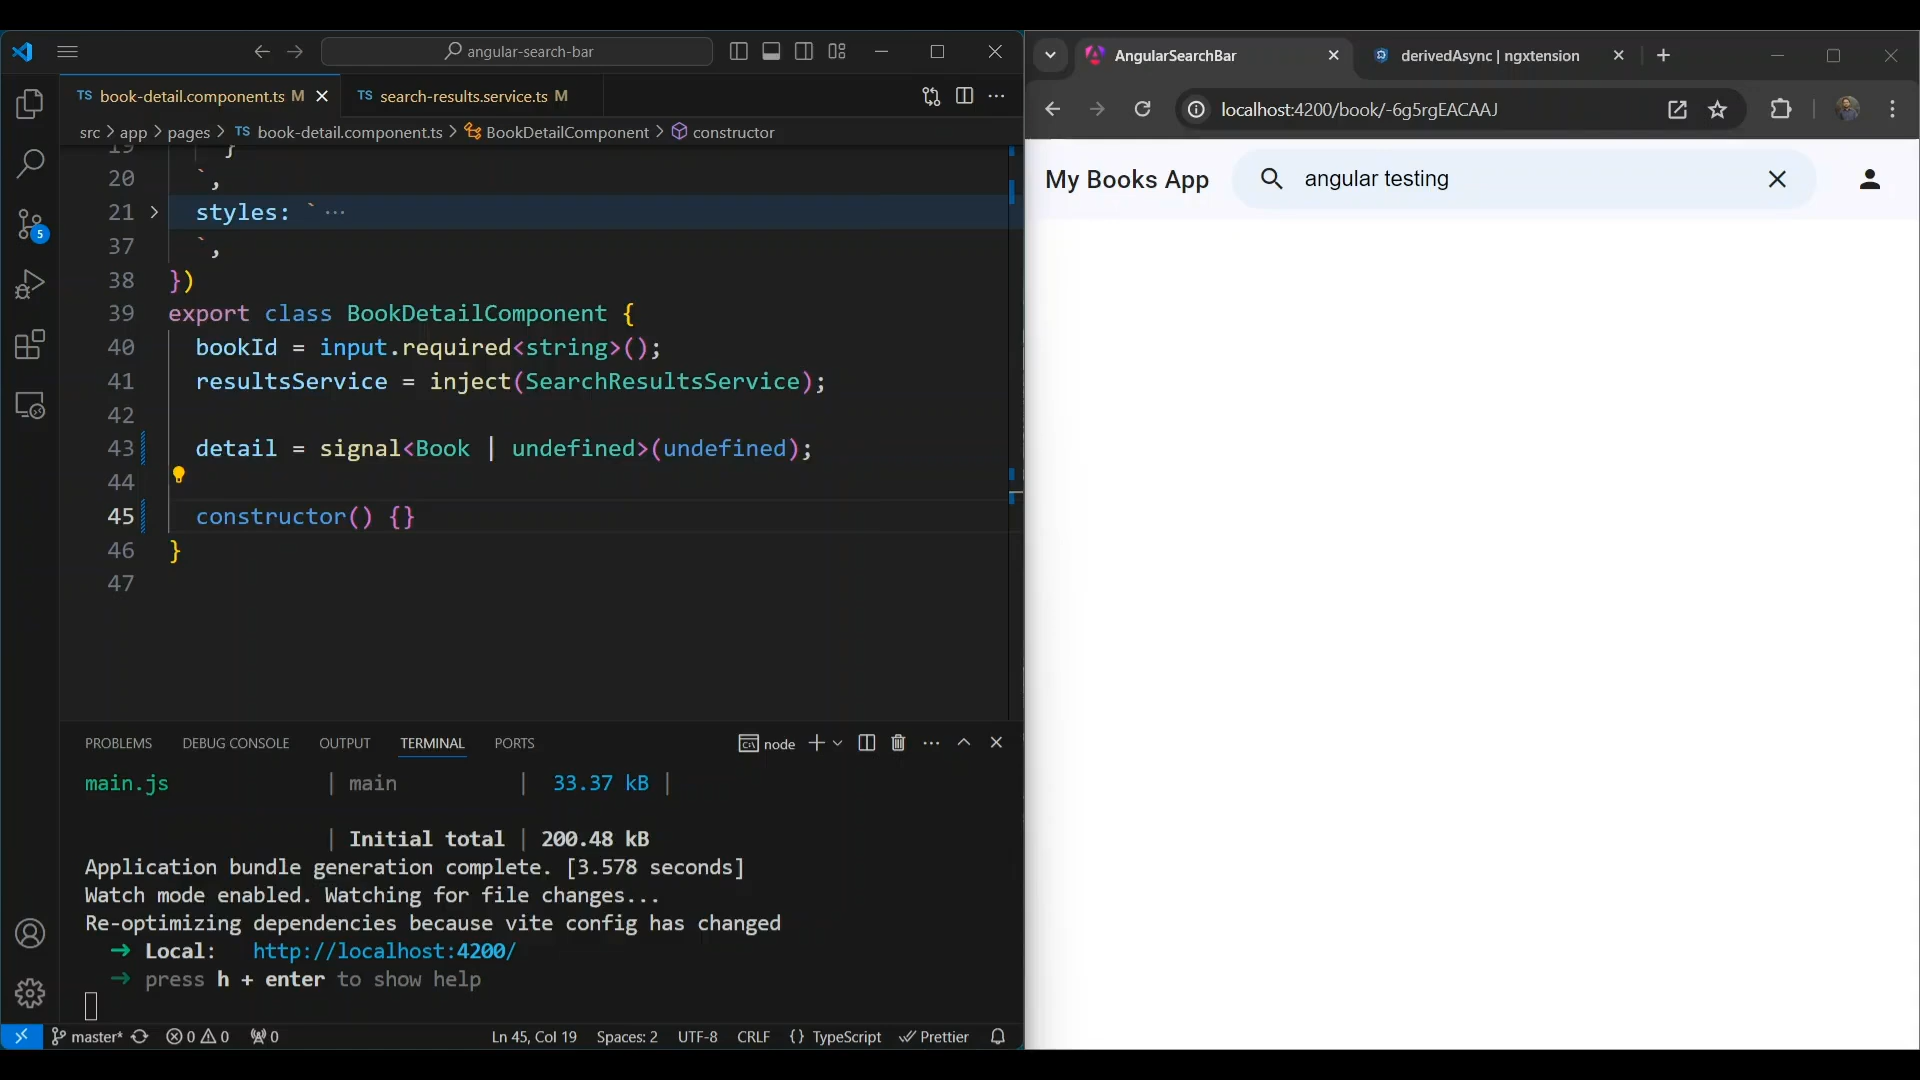 angular-search-bar
TS book-detail.component.ts M
TS search-results.service.ts M
src > app > pages > TS book-detail.component.ts > BookDetailComponent > constructor
19 }
20 `,
21 styles: ` ...
37 `,
38 })
39 export class BookDetailComponent {
40 bookId = input.required<string>();
41 resultsService = inject(SearchResultsService);
42
43 detail = signal<Book | undefined>(undefined);
44
45 constructor() {}
46 }
47
5
PROBLEMS DEBUG CONSOLE OUTPUT TERMINAL PORTS
node
main.js | main | 33.37 kB |
| Initial total | 200.48 kB
Application bundle generation complete. [3.578 seconds]
Watch mode enabled. Watching for file changes...
Re-optimizing dependencies because vite config has changed
➜ Local: http://localhost:4200/
➜ press h + enter to show help
master* 0 0 0 Ln 45, Col 19 Spaces: 2 UTF-8 CRLF {} TypeScript Prettier
AngularSearchBar
derivedAsync | ngxtension
localhost:4200/book/-6g5rgEACAAJ
My Books App
angular testing